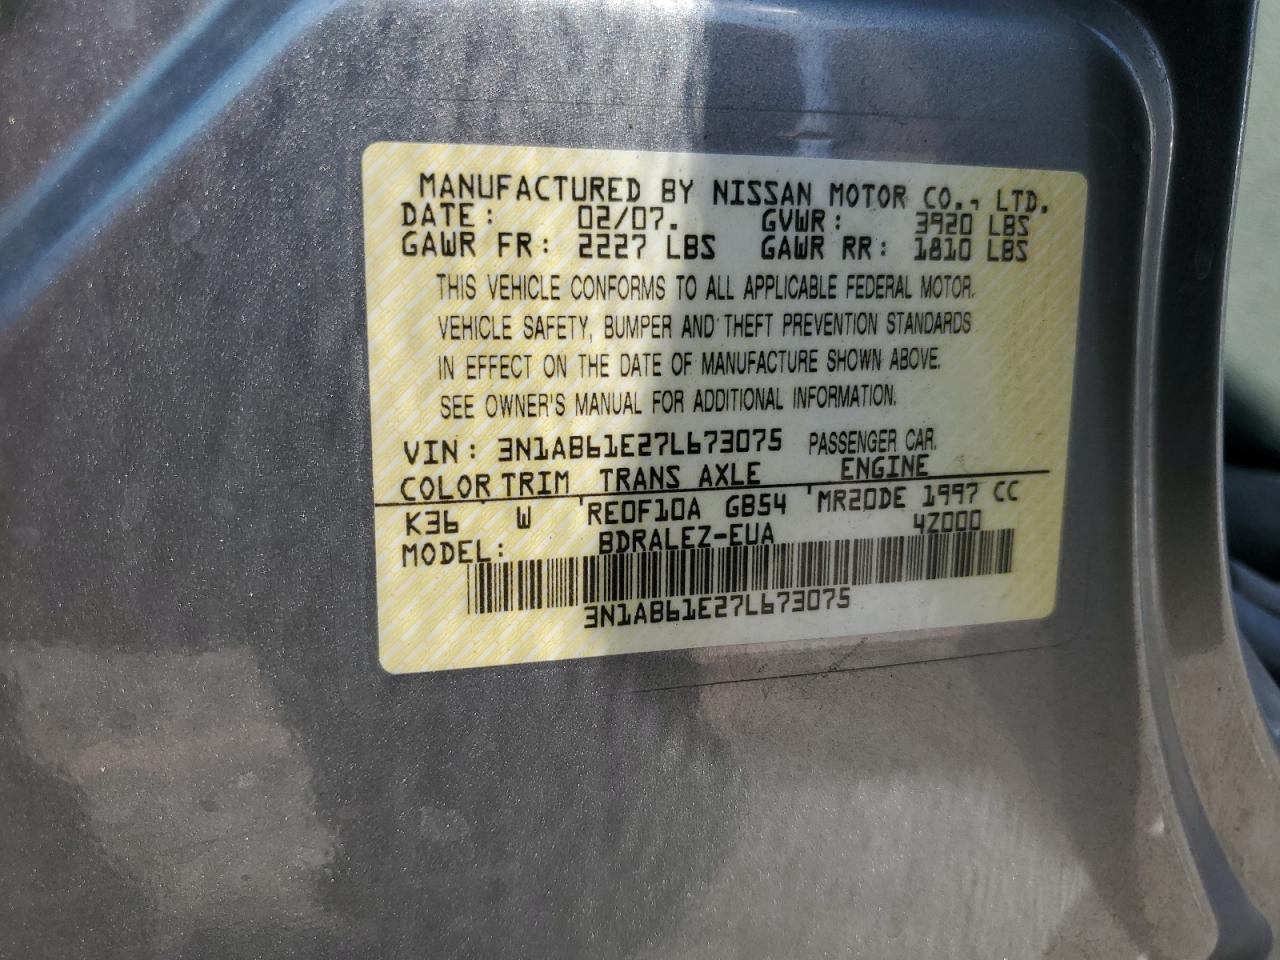 MANUFACTURED BY NISSAN MOTOR CO., LTD.
DATE: 02/07. GVWR: 3920 LBS
GAWR FR: 2227 LBS GAWR RR: 1810 LBS
THIS VEHICLE CONFORMS TO ALL APPLICABLE FEDERAL MOTOR.
VEHICLE SAFETY, BUMPER AND THEFT PREVENTION STANDARDS
IN EFFECT ON THE DATE OF MANUFACTURE SHOWN ABOVE.
SEE OWNER'S MANUAL FOR ADDITIONAL INFORMATION.
VIN: 3N1AB61E27L673075 PASSENGER CAR.
COLOR TRIM TRANS AXLE ENGINE
K36 W RE0F10A GB54 MR20DE 1997 CC
MODEL: BDRALEZ-EUA 4Z000
3N1AB61E27L673075